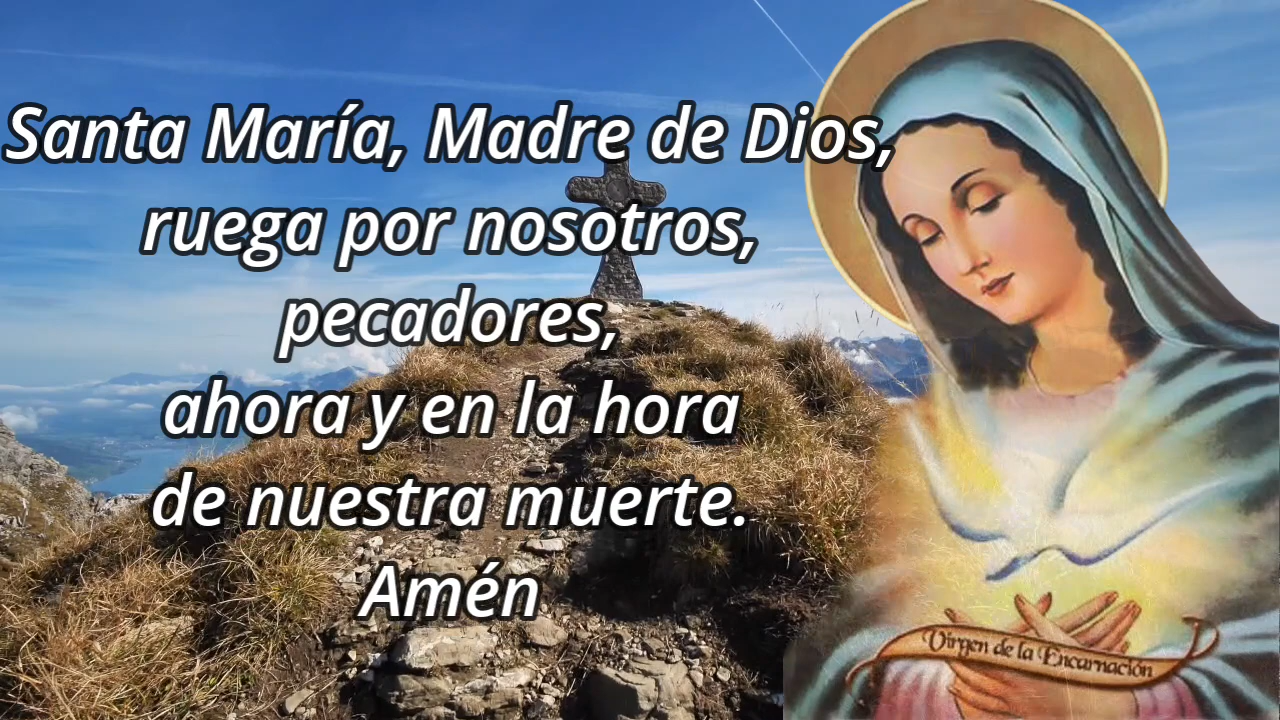 Santa María, Madre de Dios,
ruega por nosotros,
pecadores,
ahora y en la hora
de nuestra muerte.
Amén
Virgen de la Encarnación